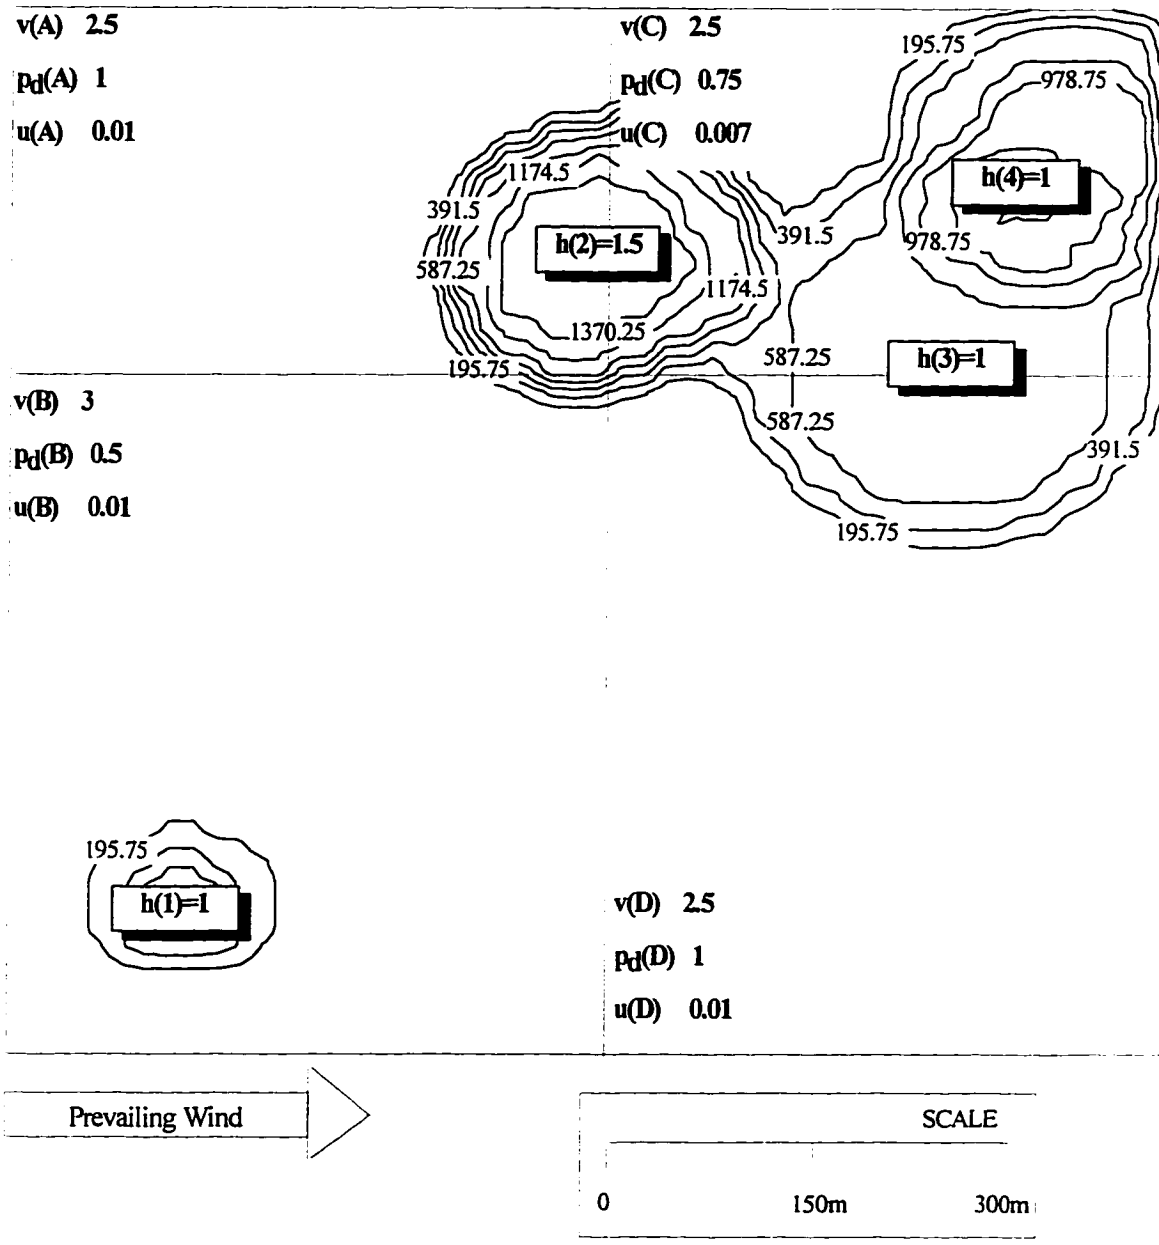 v(A) 2.5
pd(A) 1
u(A) 0.01
v(C) 2.5
pd(C) 0.75
u(C) 0.007
195.75
978.75
1174.5
391.5
587.25
h(2)=1.5
391.5
h(4)=1
978.75
1174.5
1370.25
195.75
587.25
h(3)=1
v(B) 3
pd(B) 0.5
u(B) 0.01
587.25
391.5
195.75
195.75
h(1)=1
v(D) 2.5
pd(D) 1
u(D) 0.01
Prevailing Wind
SCALE
0 150m 300m